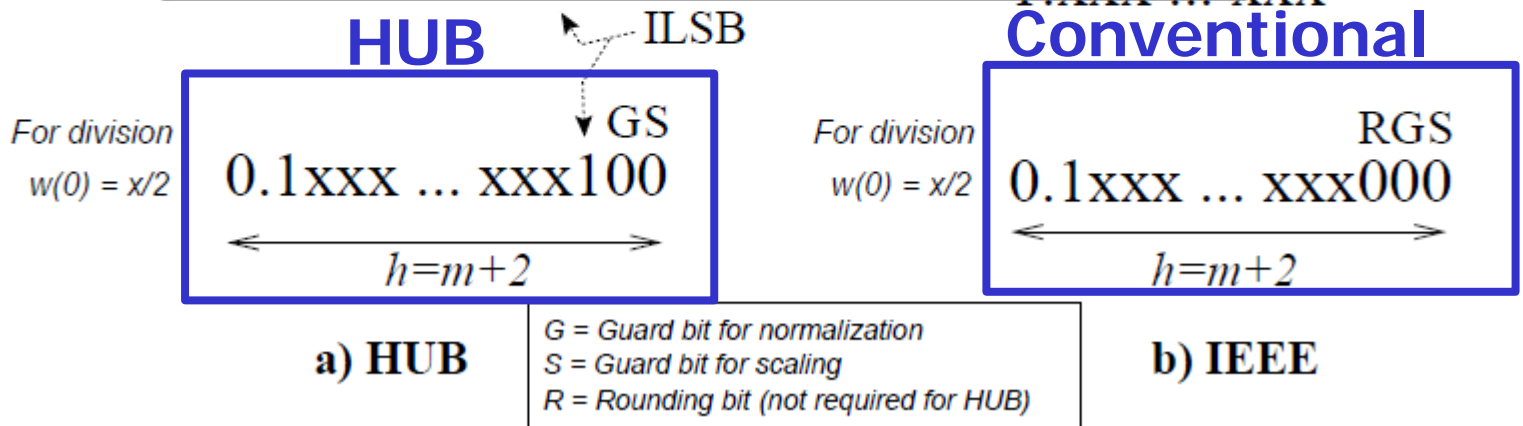 HUB
ILSB
Conventional
For division
w(0) = x/2
GS
0.1xxx ... xxx100
h=m+2
For division
w(0) = x/2
RGS
0.1xxx ... xxx000
h=m+2
a) HUB
G = Guard bit for normalization
S = Guard bit for scaling
R = Rounding bit (not required for HUB)
b) IEEE